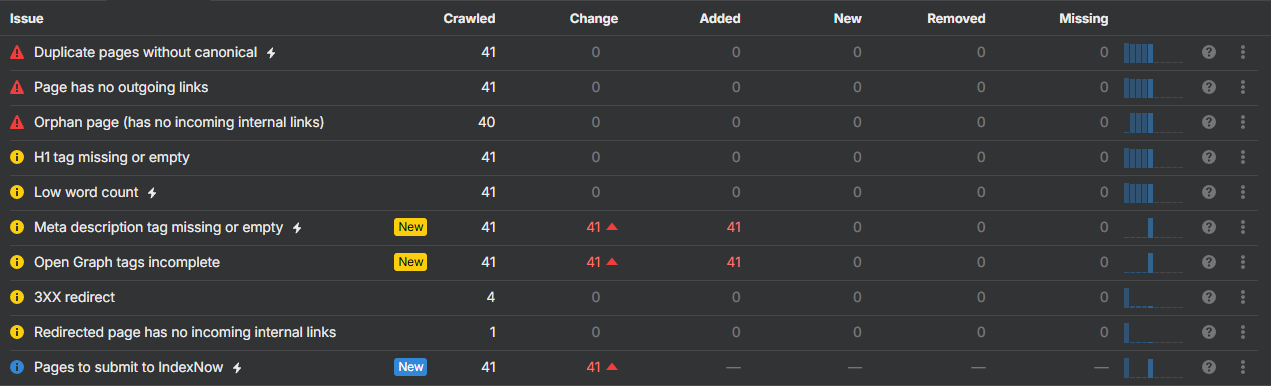 Issue Crawled Change Added New Removed Missing
Duplicate pages without canonical 41 0 0 0 0 0
Page has no outgoing links 41 0 0 0 0 0
Orphan page (has no incoming internal links) 40 0 0 0 0 0
H1 tag missing or empty 41 0 0 0 0 0
Low word count 41 0 0 0 0 0
Meta description tag missing or empty New 41 41 41 0 0 0
Open Graph tags incomplete New 41 41 41 0 0 0
3XX redirect 4 0 0 0 0 0
Redirected page has no incoming internal links 1 0 0 0 0 0
Pages to submit to IndexNow New 41 41 — — — —